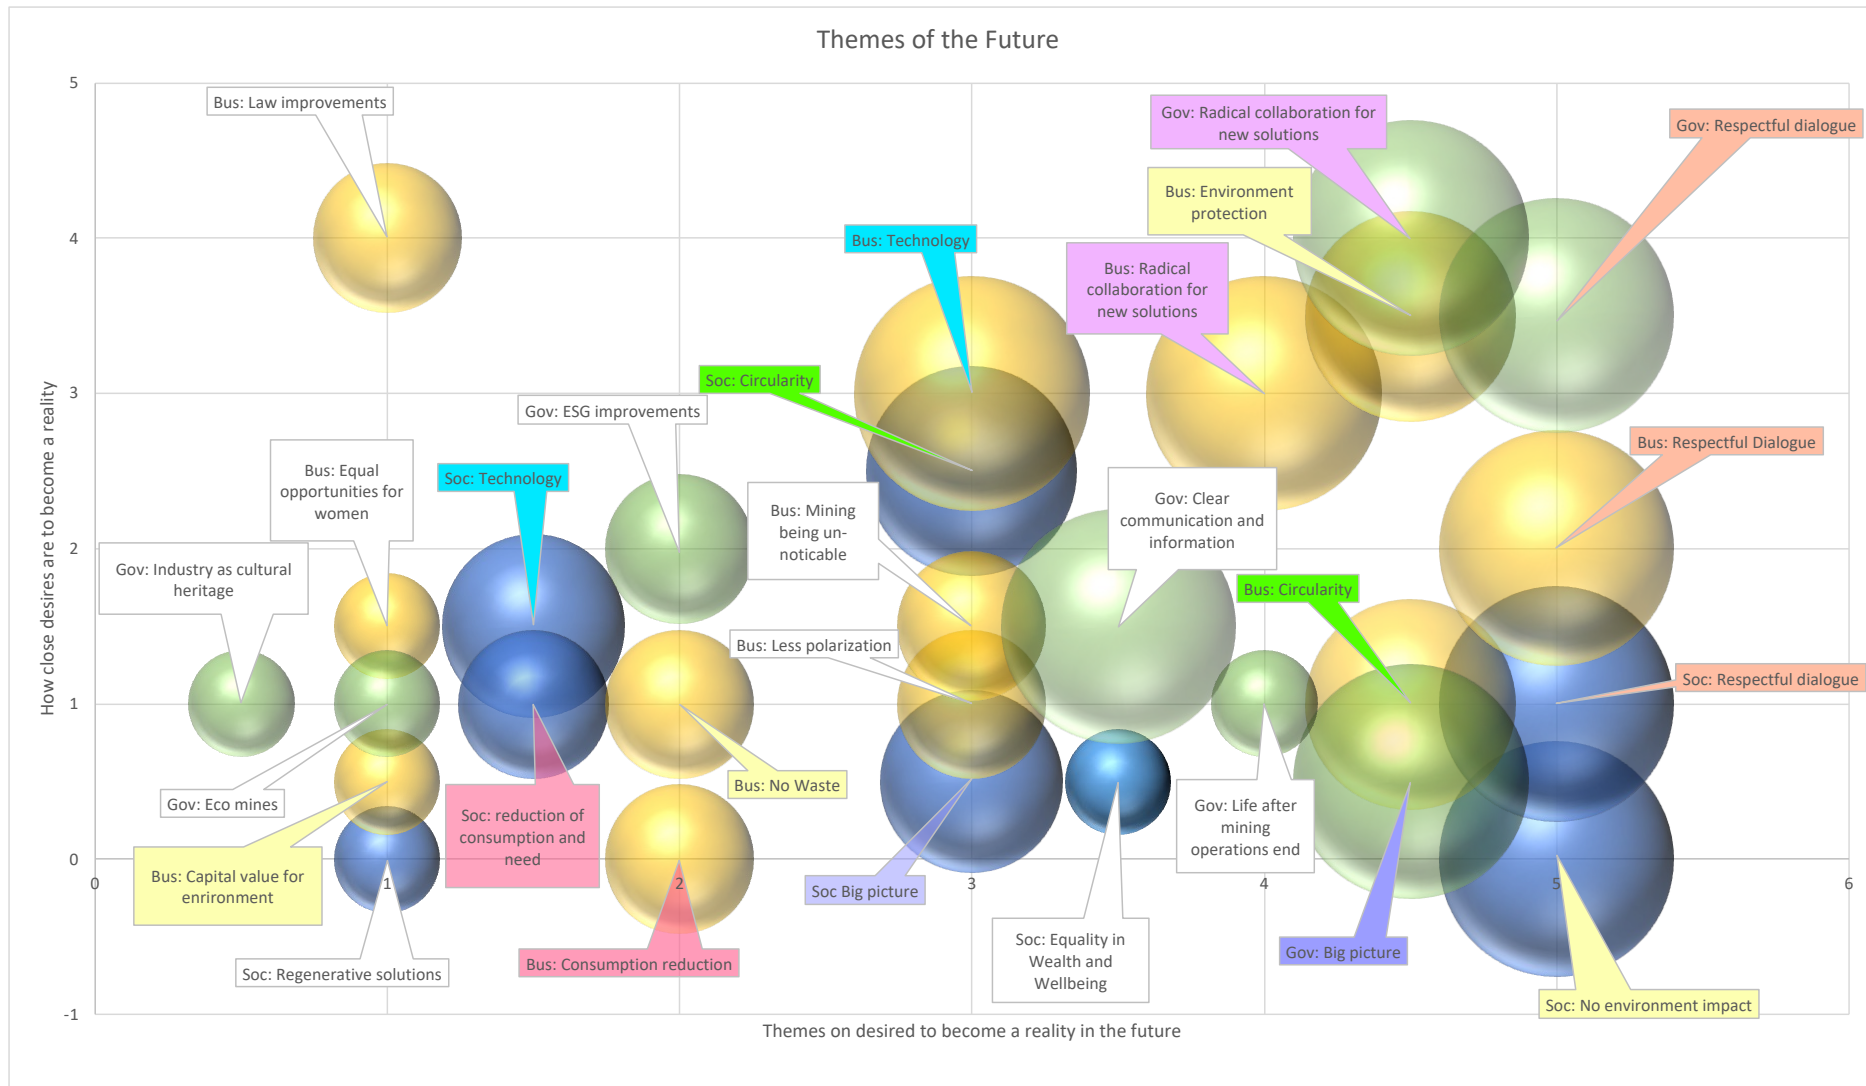 Themes of the Future
5
Bus: Law improvements
Gov: Radical collaboration for
new solutions
Gov: Respectful dialogue
Bus: Environment
protection
4
Bus: Technology
Bus: Radical
collaboration for
new solutions
How close desires are to become a reality
3
Soc: Circularity
Gov: ESG improvements
Bus: Respectful Dialogue
Bus: Equal
opportunities for
women
Soc: Technology
Bus: Mining
being un-
noticable
Gov: Clear
communication and
information
2
Gov: Industry as cultural
heritage
Bus: Circularity
Bus: Less polarization
Soc: Respectful dialogue
1
Gov: Eco mines
Bus: No Waste
Soc: reduction of
consumption and
need
Gov: Life after
mining
operations end
0
Bus: Capital value for
enrironment
Soc Big picture
0
1
2
3
4
5
6
Soc: Equality in
Wealth and
Wellbeing
Gov: Big picture
Bus: Consumption reduction
Soc: Regenerative solutions
Soc: No environment impact
-1
Themes on desired to become a reality in the future